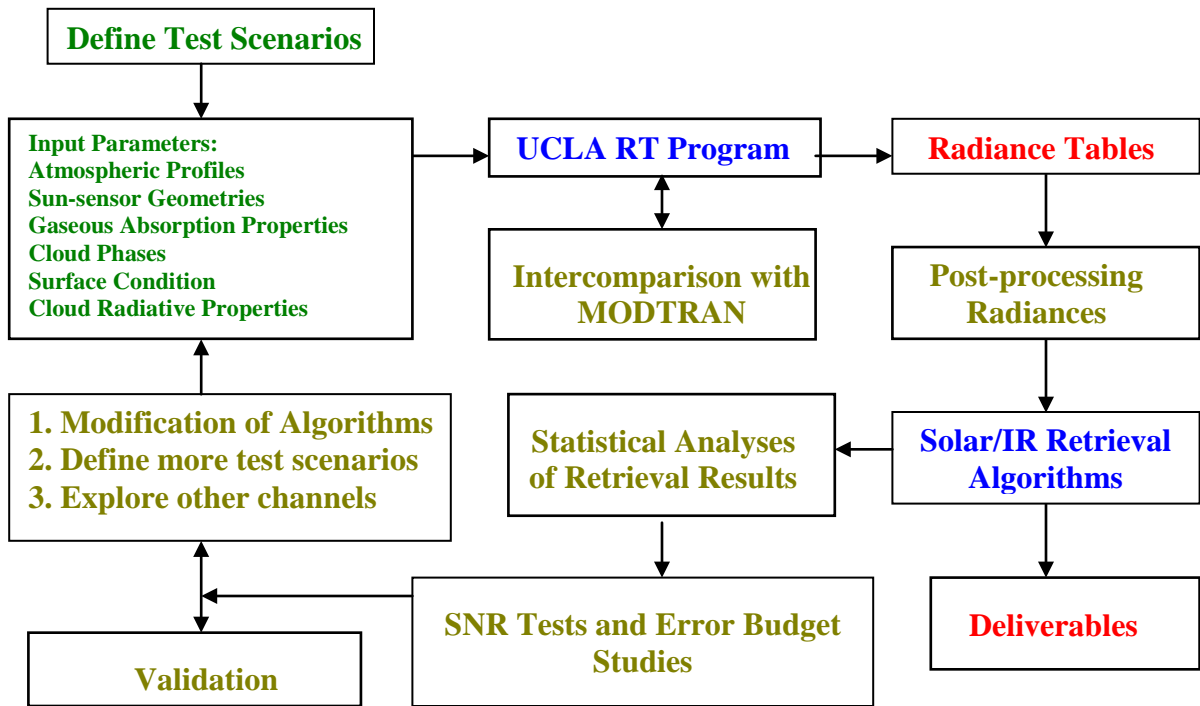 Define Test Scenarios
Input Parameters:
Atmospheric Profiles
Sun-sensor Geometries
Gaseous Absorption Properties
Cloud Phases
Surface Condition
Cloud Radiative Properties
UCLA RT Program
Radiance Tables
Intercomparison with
MODTRAN
Post-processing
Radiances
1. Modification of Algorithms
2. Define more test scenarios
3. Explore other channels
Statistical Analyses
of Retrieval Results
Solar/IR Retrieval
Algorithms
SNR Tests and Error Budget
Studies
Deliverables
Validation